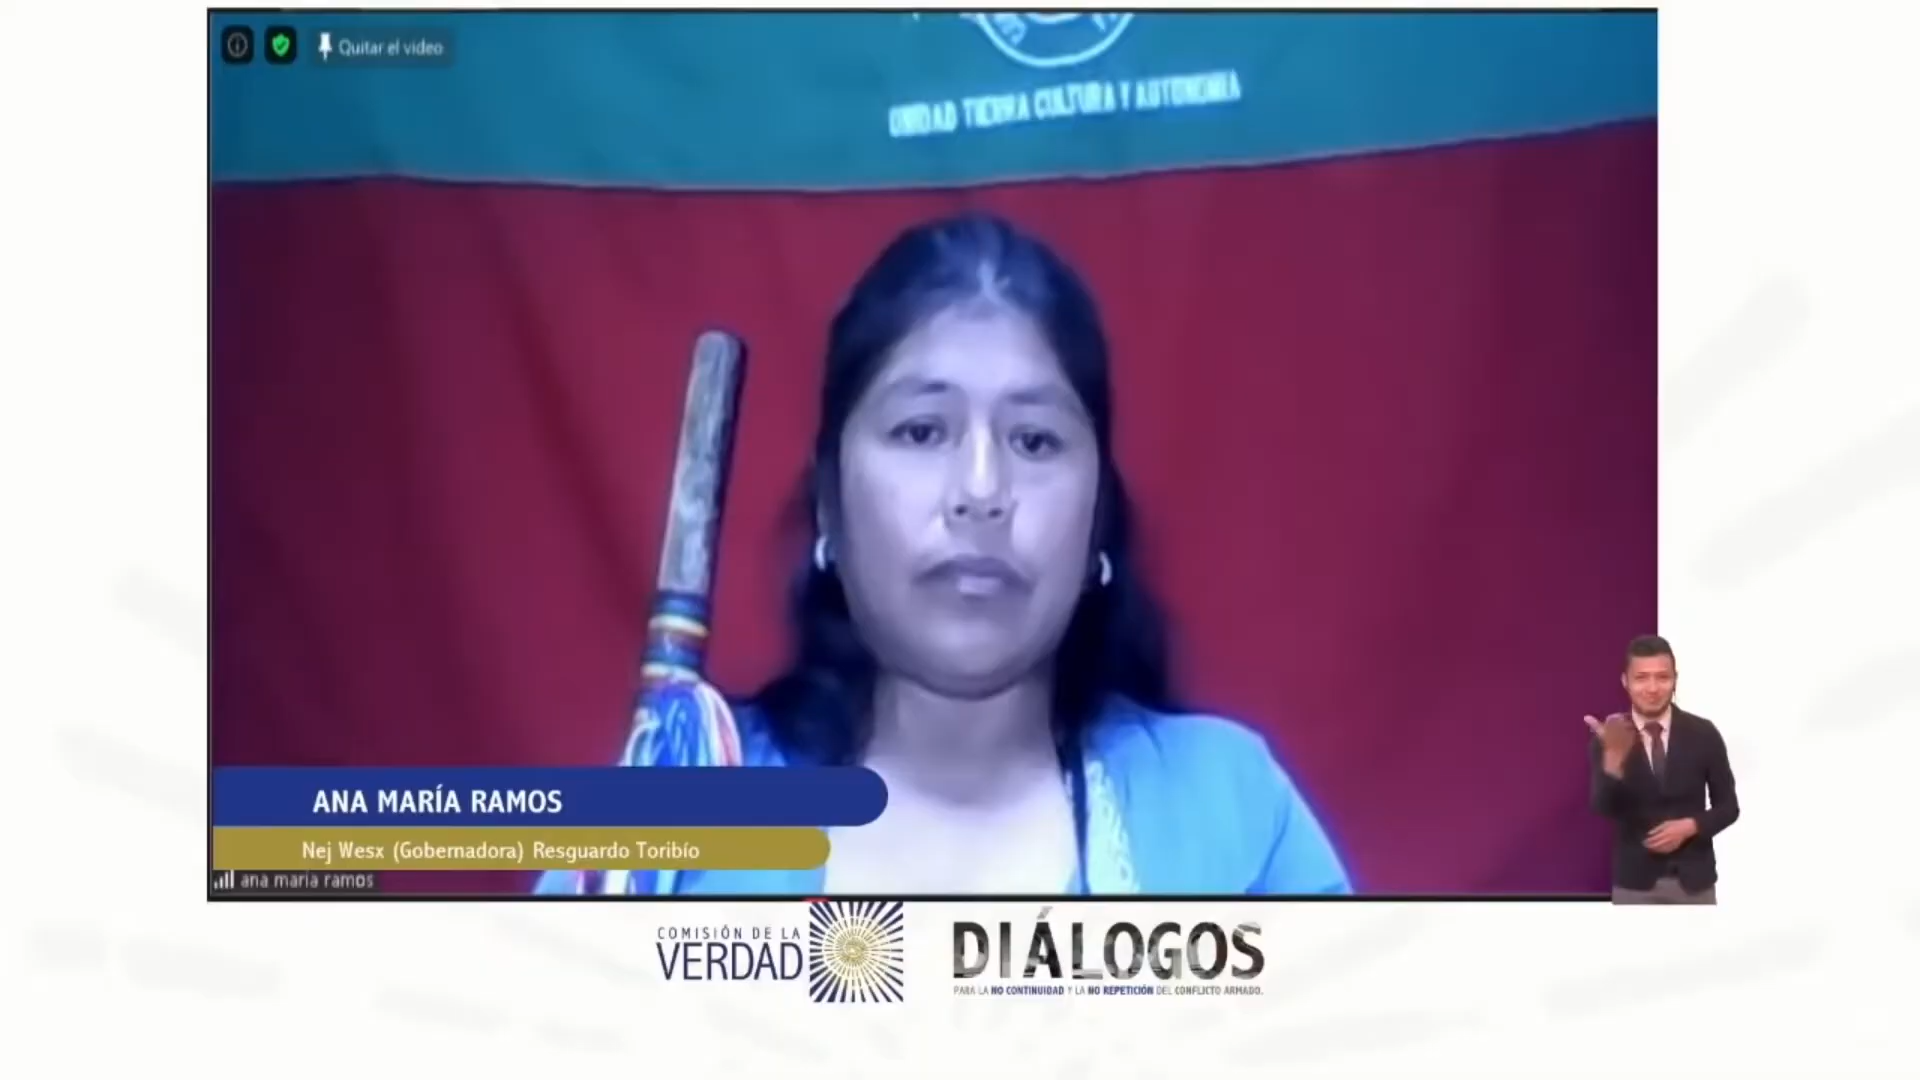 Quitar el video
UNIDAD TIERRA CULTURA Y AUTONOMIA
ANA MARÍA RAMOS
Nej Wesx (Gobernadora) Resguardo Toribío
ana maria ramos
COMISIÓN DE LA
VERDAD
DIÁLOGOS
PARA LA NO CONTINUIDAD Y LA NO REPETICIÓN DEL CONFLICTO ARMADO.